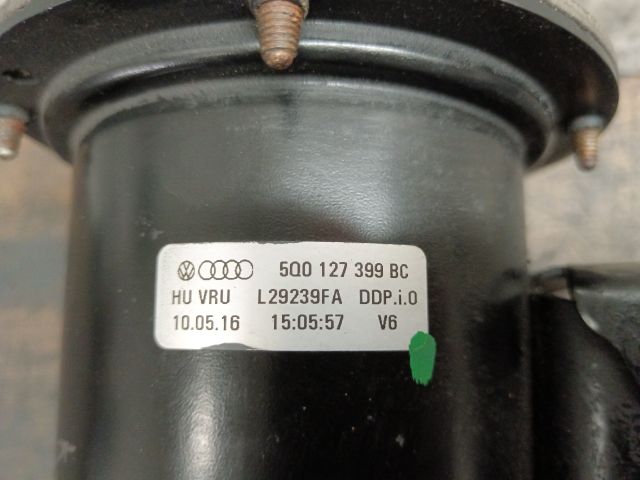 5Q0 127 399 BC
HU VRU L29239FA DDP.i.O
10.05.16 15:05:57 V6